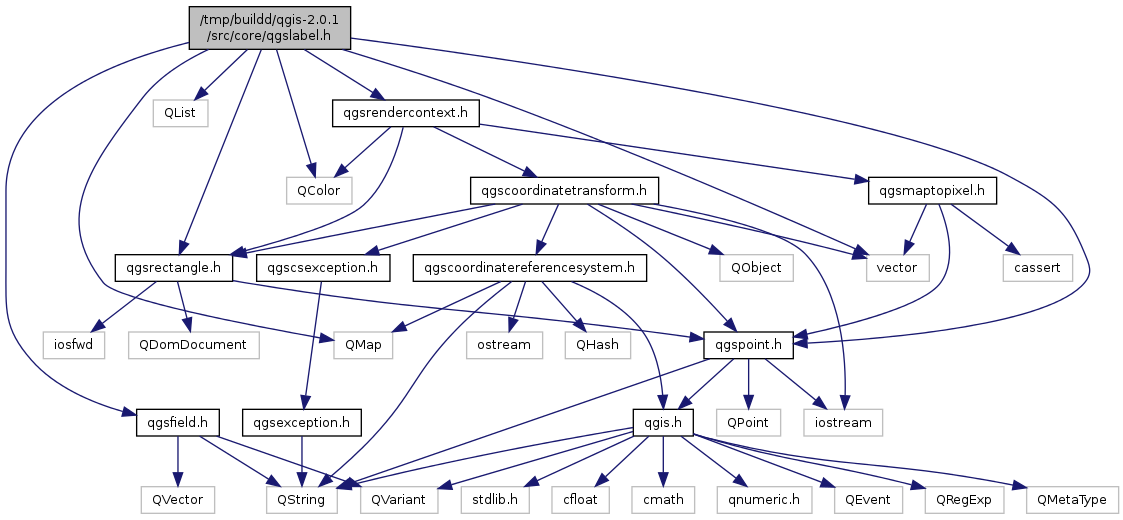 /tmp/buildd/qgis-2.0.1
/src/core/qgslabel.h
QList
qgsrendercontext.h
QColor
qgscoordinatetransform.h
qgsmaptopixel.h
qgsrectangle.h
qgscsexception.h
qgscoordinatereferencesystem.h
QObject
vector
cassert
iosfwd
QDomDocument
QMap
ostream
QHash
qgspoint.h
qgsfield.h
qgsexception.h
qgis.h
QPoint
iostream
QVector
QString
QVariant
stdlib.h
cfloat
cmath
qnumeric.h
QEvent
QRegExp
QMetaType